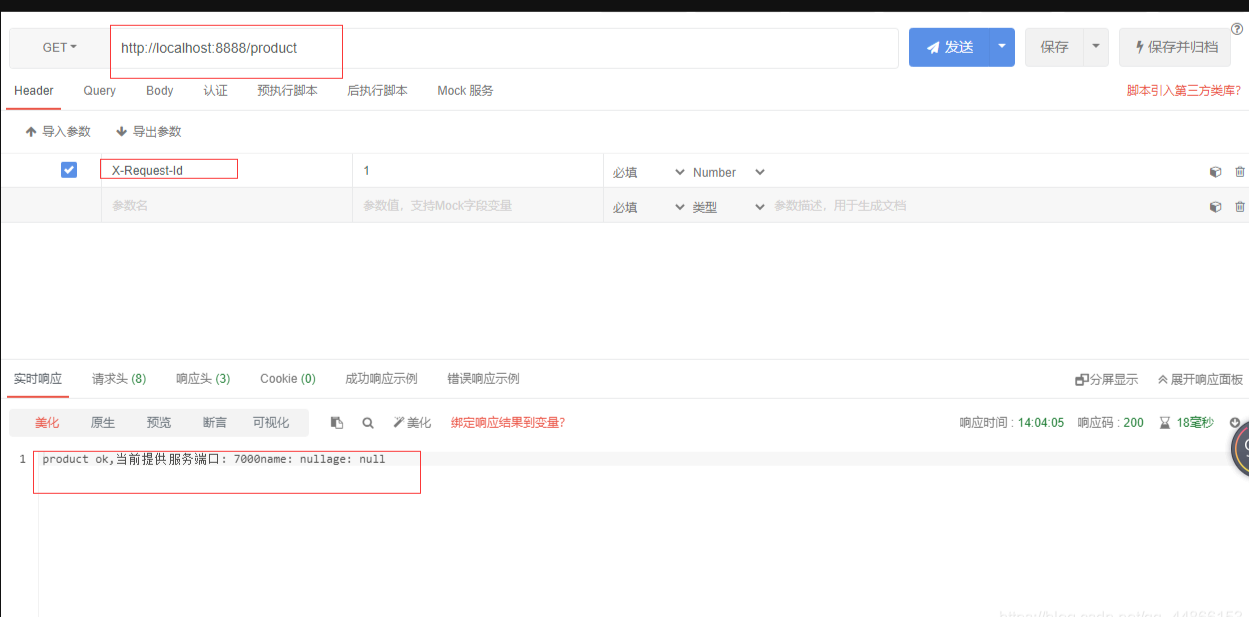 GET
http://localhost:8888/product
发送
保存
保存并归档
Header Query Body 认证 预执行脚本 后执行脚本 Mock 服务
脚本引入第三方类库?
导入参数 导出参数
X-Request-Id 1 必填 Number
参数名 参数值，支持Mock字段变量 必填 类型 参数描述，用于生成文档
实时响应 请求头 (8) 响应头 (3) Cookie (0) 成功响应示例 错误响应示例
分屏显示 展开响应面板
美化 原生 预览 断言 可视化 美化 绑定响应结果到变量?
响应时间 : 14:04:05 响应码 : 200 18毫秒
1 product ok,当前提供服务端口: 7000name: nullage: null